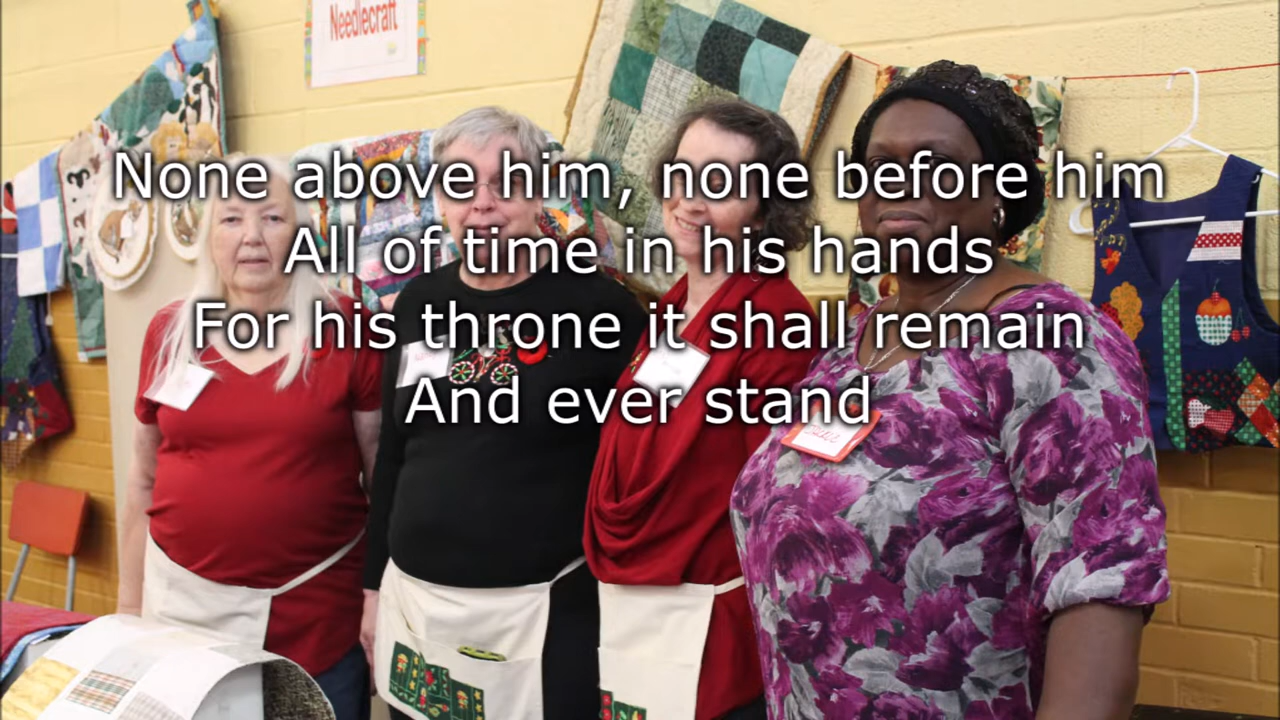 Needlecraft
None above him, none before him
All of time in his hands
For his throne it shall remain
And ever stand